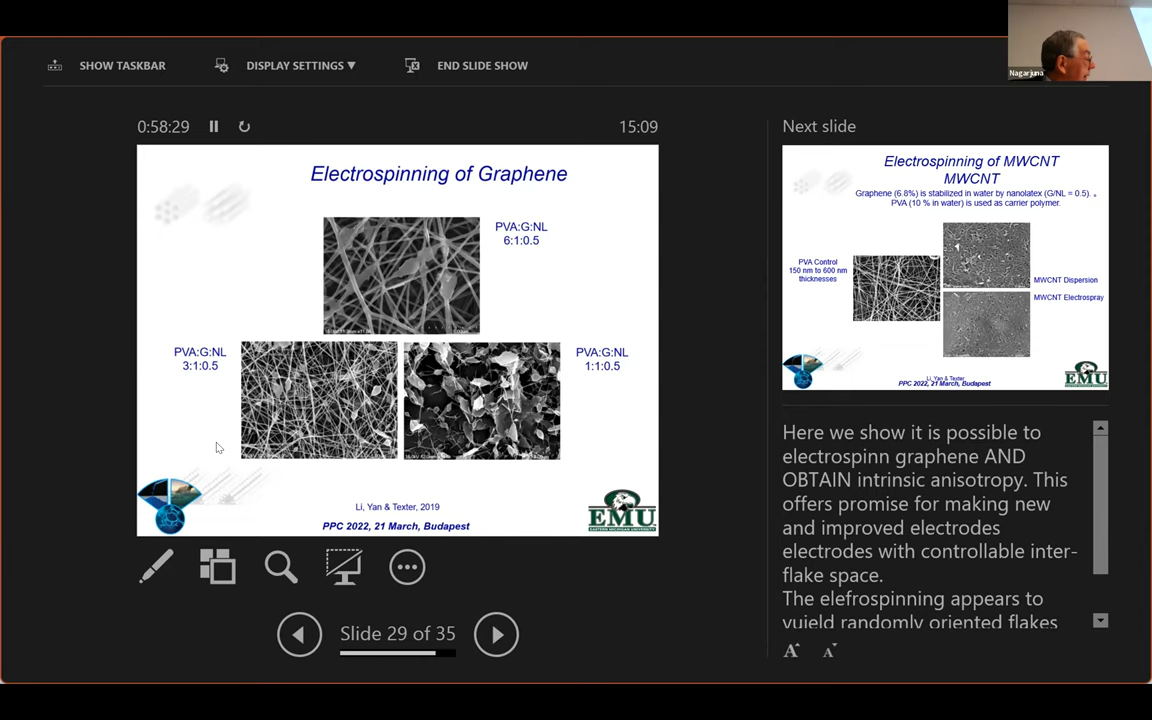 SHOW TASKBAR
DISPLAY SETTINGS ▼
END SLIDE SHOW
Nagarjuna
0:58:29
15:09
Electrospinning of Graphene
PVA:G:NL
6:1:0.5
PVA:G:NL
3:1:0.5
PVA:G:NL
1:1:0.5
Li, Yan & Texter, 2019
PPC 2022, 21 March, Budapest
EMU
EASTERN MICHIGAN UNIVERSITY
Slide 29 of 35
Next slide
Electrospinning of MWCNT
MWCNT
Graphene (6.8%) is stabilized in water by nanolatex (G/NL = 0.5).
PVA (10 % in water) is used as carrier polymer.
PVA Control
150 nm to 600 nm
thicknesses
MWCNT Dispersion
MWCNT Electrospray
Li, Yan & Texter
PPC 2022, 21 March, Budapest
EMU
Here we show it is possible to
electrospinn graphene AND
OBTAIN intrinsic anisotropy. This
offers promise for making new
and improved electrodes
electrodes with controllable inter-
flake space.
The elefrospinning appears to
yuield randomly oriented flakes
A A